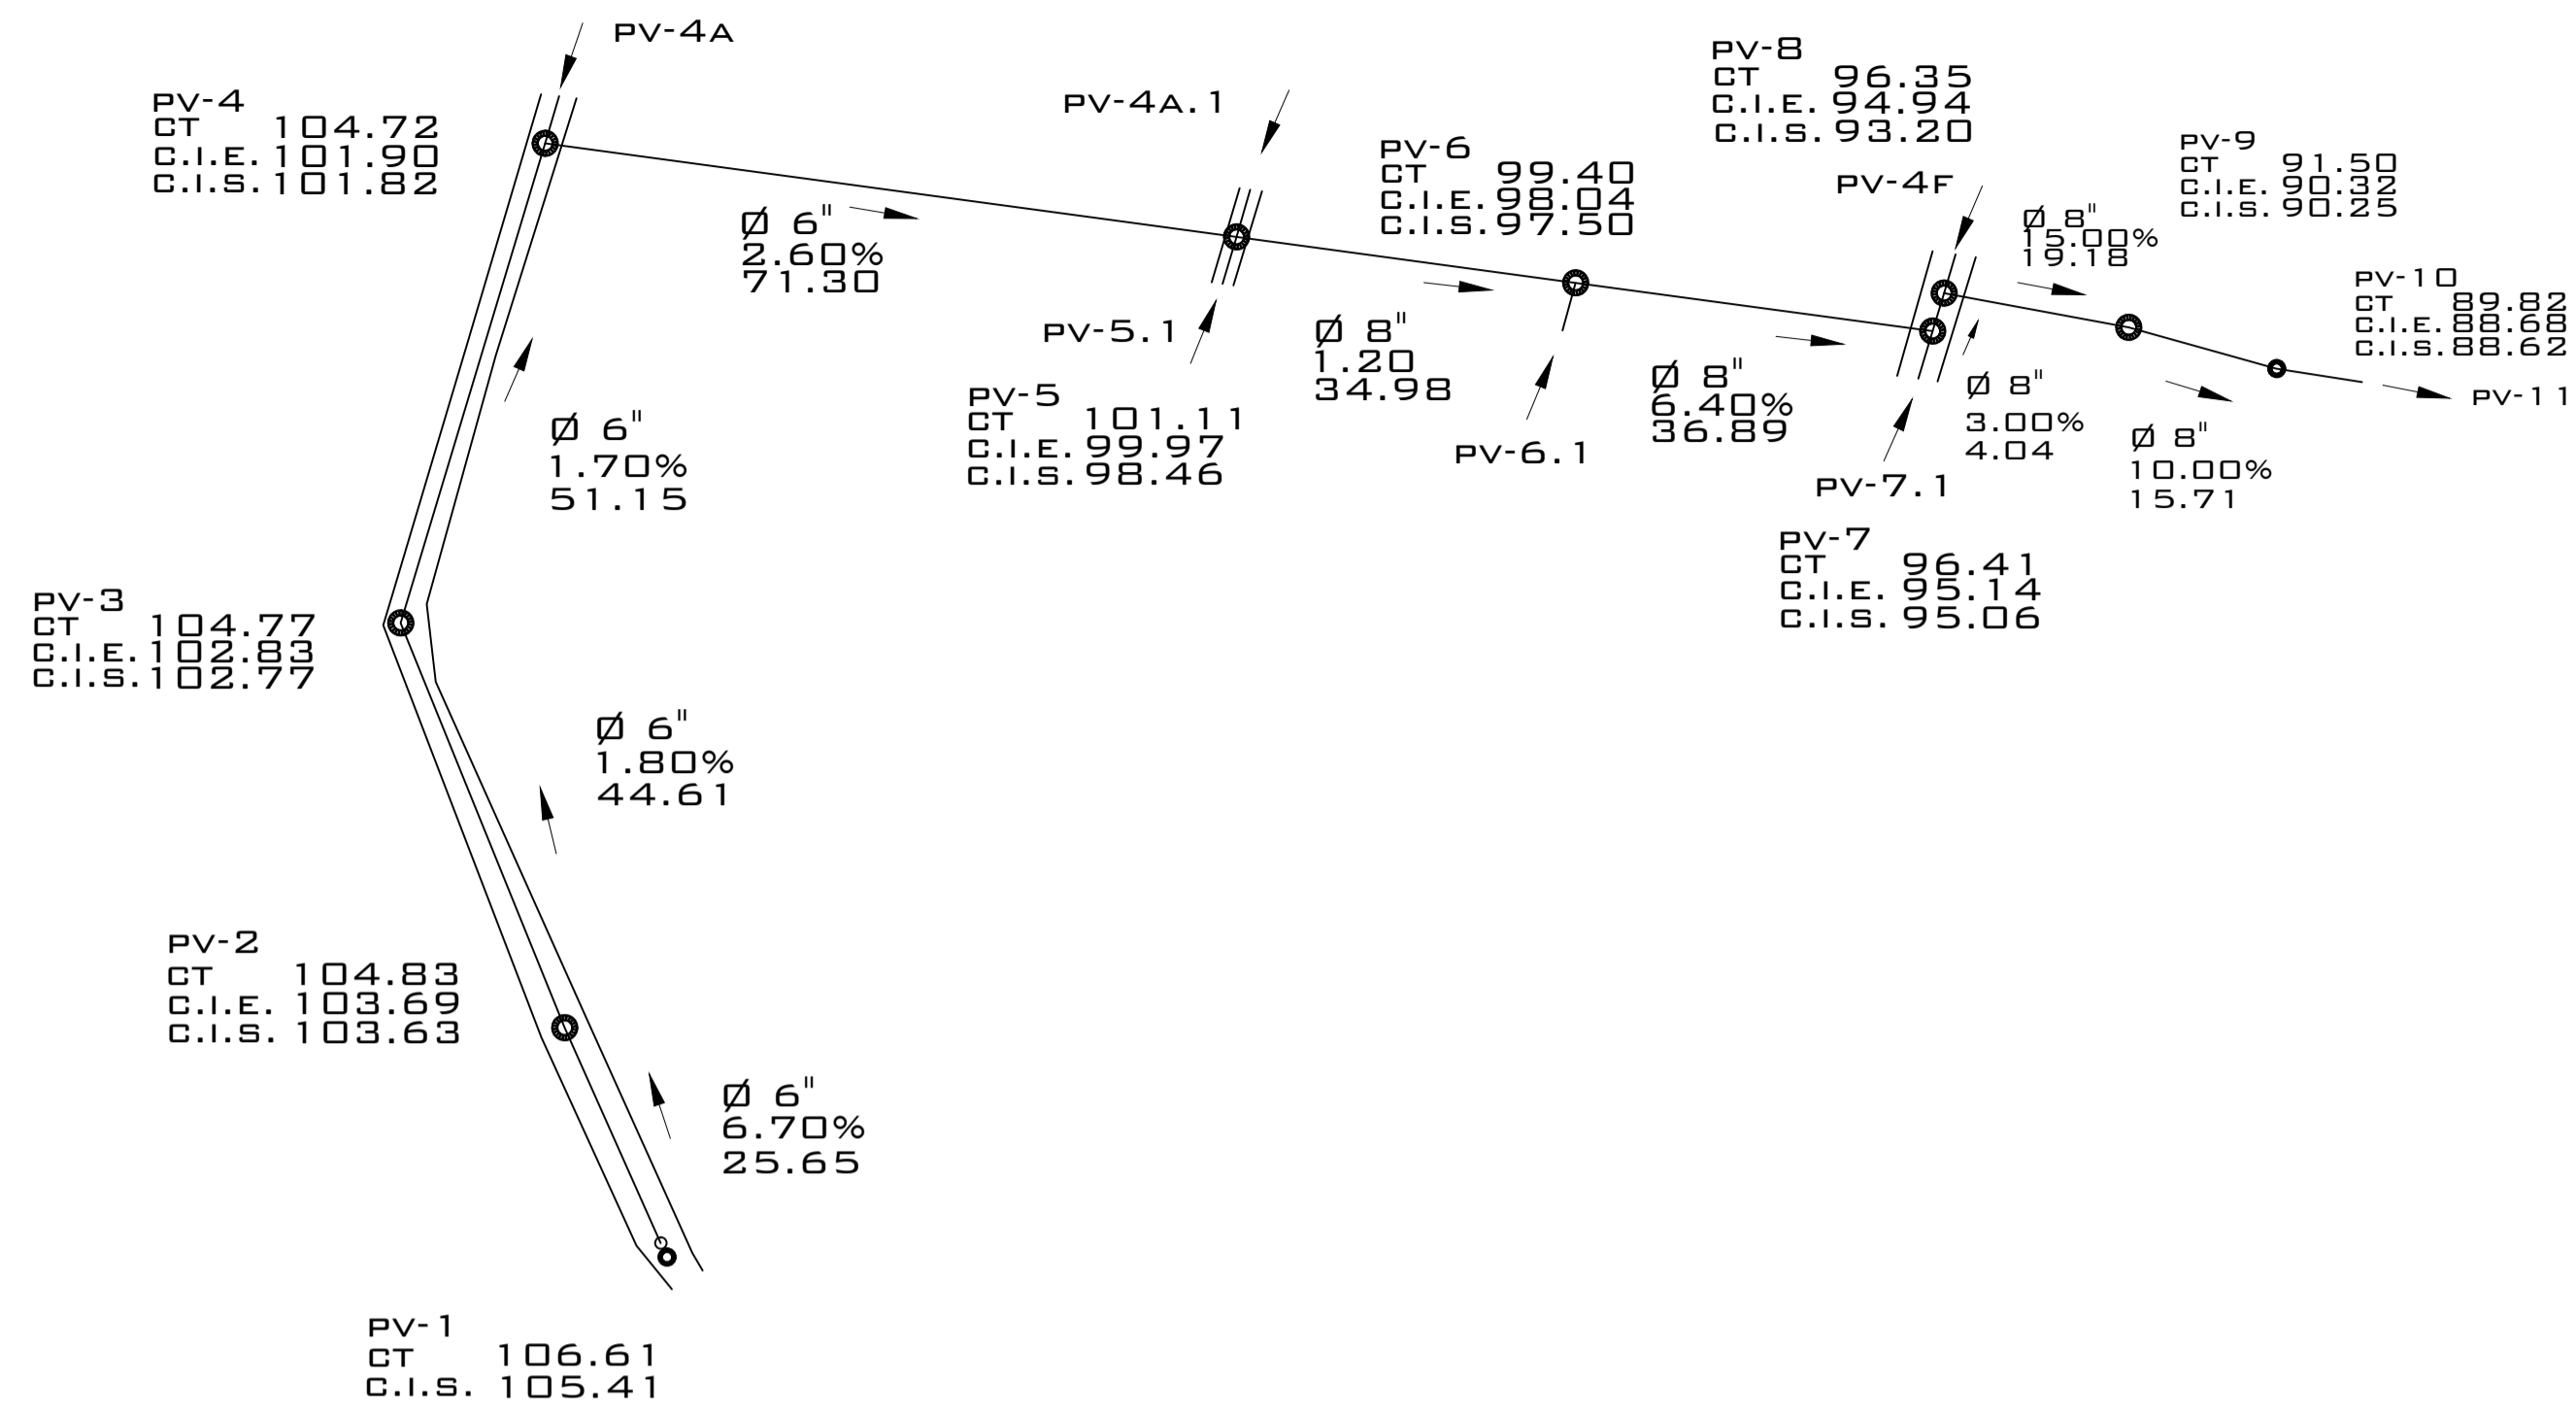 PV-4A
PV-4
CT 104.72
C.I.E. 101.90
C.I.S. 101.82
Ø 6"
2.60%
71.30
PV-4A.1
PV-5.1
PV-5
CT 101.11
C.I.E. 99.97
C.I.S. 98.46
PV-6
CT 99.40
C.I.E. 98.04
C.I.S. 97.50
Ø 8"
1.20
34.98
PV-6.1
PV-8
CT 96.35
C.I.E. 94.94
C.I.S. 93.20
PV-4F
Ø 8"
6.40%
36.89
PV-7.1
PV-7
CT 96.41
C.I.E. 95.14
C.I.S. 95.06
Ø 8"
3.00%
4.04
Ø 8"
15.00%
19.18
PV-9
CT 91.50
C.I.E. 90.32
C.I.S. 90.25
Ø 8"
10.00%
15.71
PV-10
CT 89.82
C.I.E. 88.68
C.I.S. 88.62
PV-11
Ø 6"
1.70%
51.15
PV-3
CT 104.77
C.I.E. 102.83
C.I.S. 102.77
Ø 6"
1.80%
44.61
PV-2
CT 104.83
C.I.E. 103.69
C.I.S. 103.63
Ø 6"
6.70%
25.65
PV-1
CT 106.61
C.I.S. 105.41